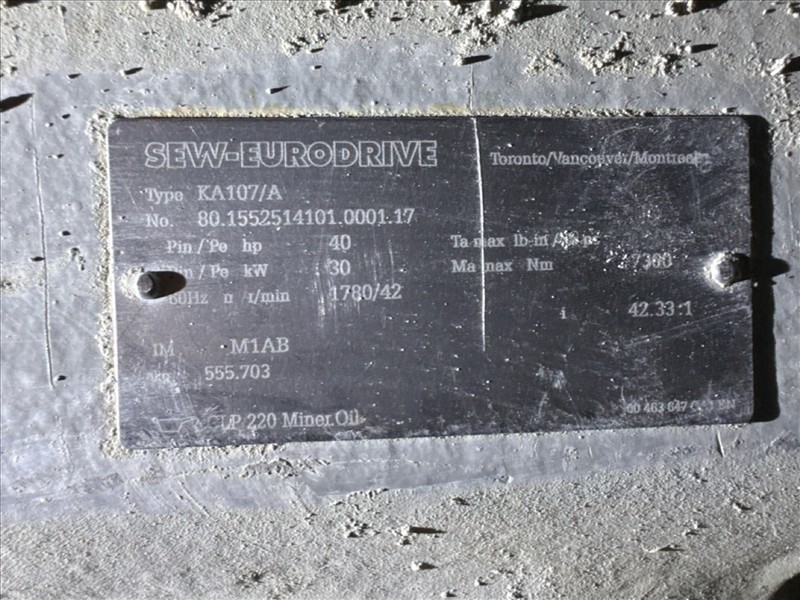 SEW-EURODRIVE
Toronto/Vancouver/Montreal
Type KA107/A
No. 80.1552514101.0001.17
Pin/Pe hp 40
Ta max lb-in
/Pe kW 30
Ma max Nm
60Hz n r/min 1780/42
i 42.33:1
IM M1AB
555.703
CLP 220 Miner.Oil